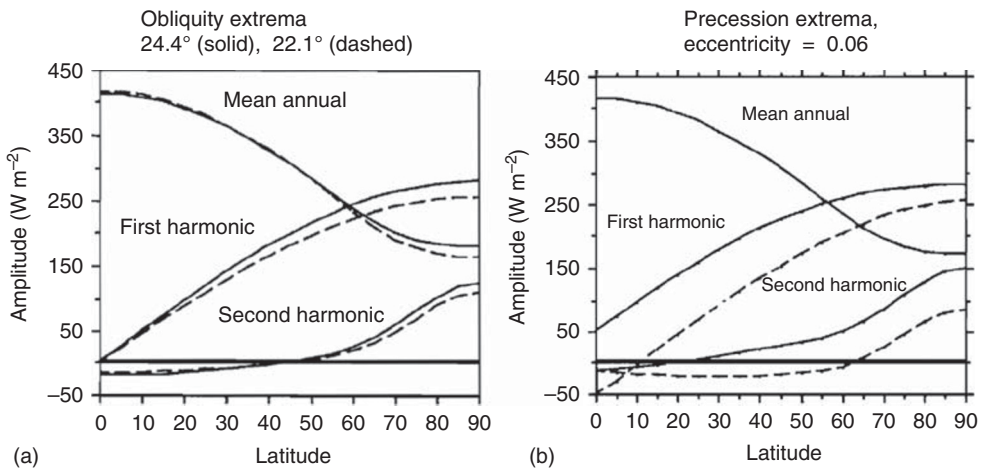 Obliquity extrema
24.4° (solid), 22.1° (dashed)
450
350
250
150
50
–50
Amplitude (W m⁻²)
Mean annual
First harmonic
Second harmonic
0 10 20 30 40 50 60 70 80 90
Latitude
(a)
Precession extrema,
eccentricity = 0.06
450
350
250
150
50
–50
Amplitude (W m⁻²)
Mean annual
First harmonic
Second harmonic
0 10 20 30 40 50 60 70 80 90
Latitude
(b)